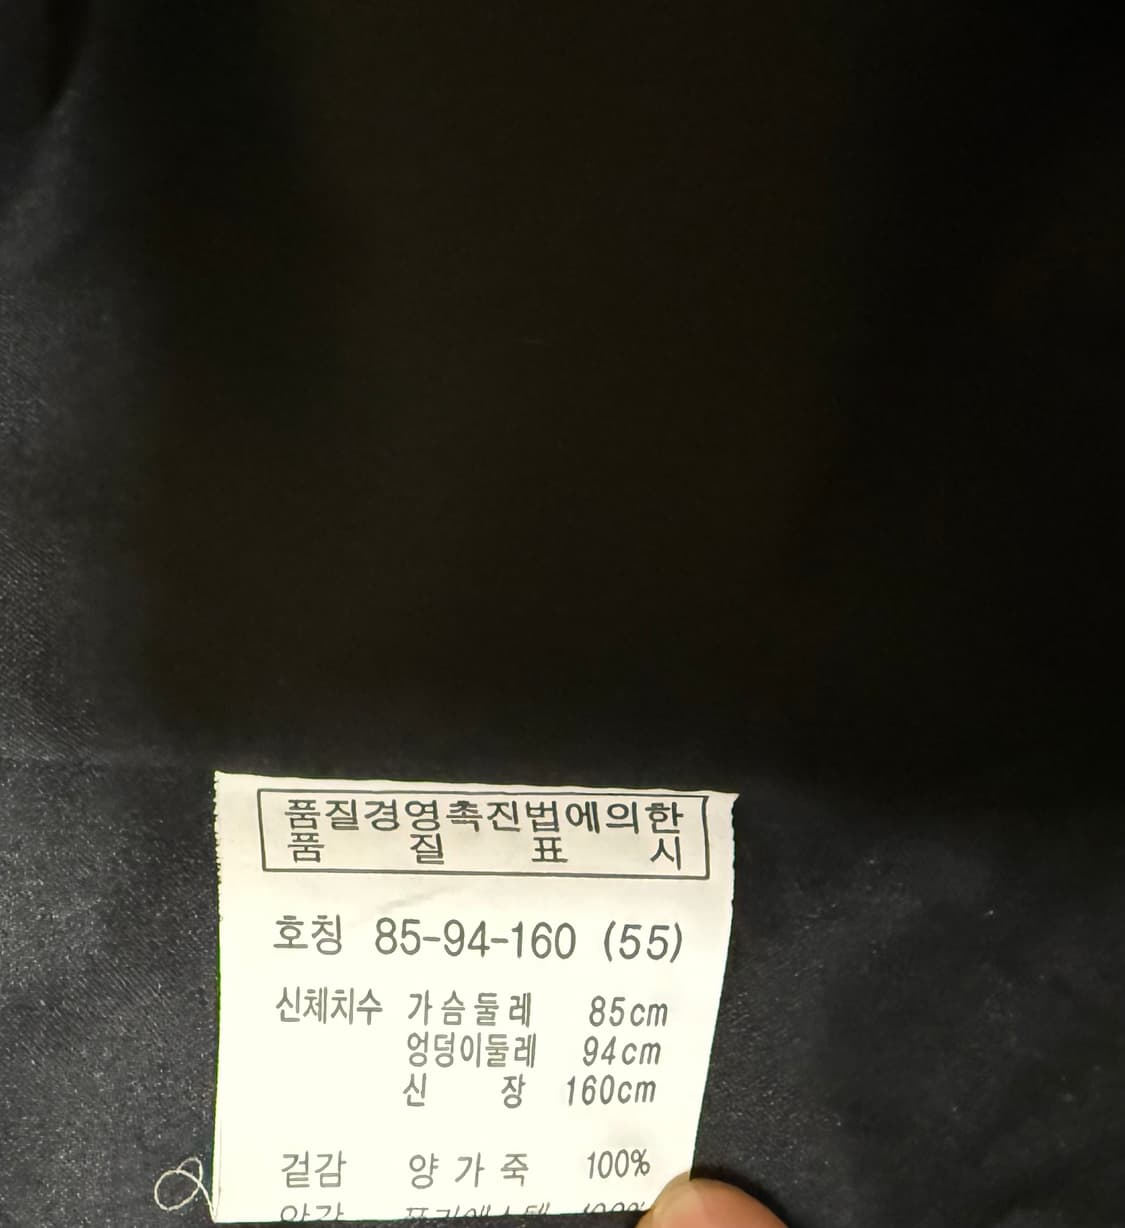 품질경영촉진법에의한
품 질 표 시
호칭 85-94-160 (55)
신체치수 가슴둘레 85cm
엉덩이둘레 94cm
신 장 160cm
겉감 양가죽 100%